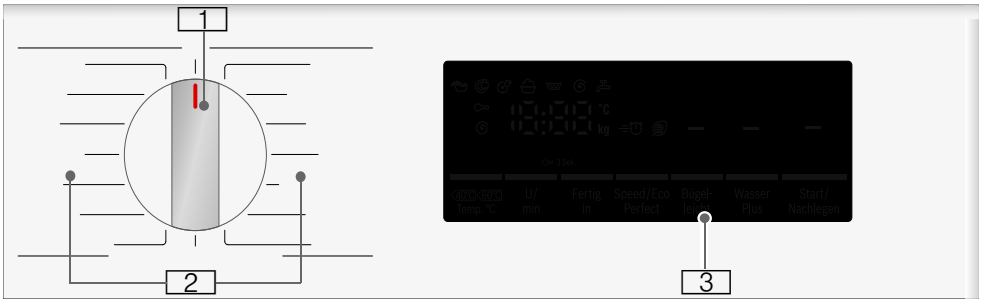 1
°C
kg
U/ Fertig Speed/Eco Bügel- Wasser Start/
Temp. °C min in Perfect leicht Plus Nachlegen
2
3